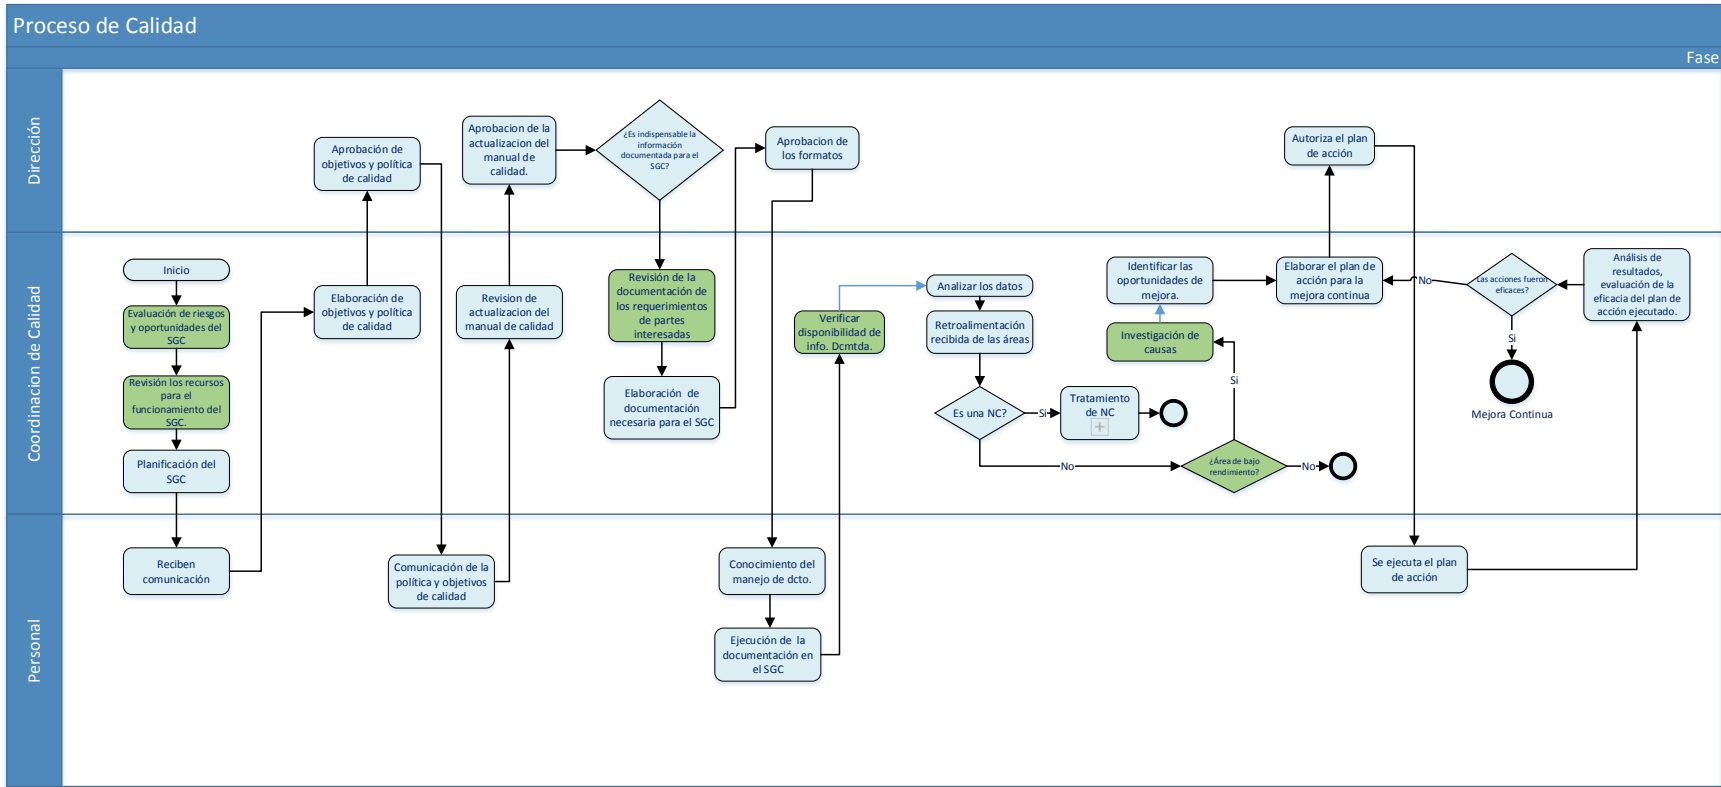 Proceso de Calidad
Fase
Dirección
Aprobación de
objetivos y política
de calidad
Aprobacion de la
actualizacion del
manual de
calidad.
¿Es indispensable la
información
documentada para el
SGC?
Aprobacion de
los formatos
Autoriza el plan
de acción
Coordinacion de Calidad
Inicio
Evaluación de riesgos
y oportunidades del
SGC
Revisión los recursos
para el
funcionamiento del
SGC.
Planificación del
SGC
Elaboración de
objetivos y política
de calidad
Revision de
actualizacion del
manual de calidad
Revisión de la
documentación de
los requerimientos
de partes
interesadas
Elaboración de
documentación
necesaria para el SGC
Verificar
disponibilidad de
info. Dcmtda.
Analizar los datos
Retroalimentación
recibida de las áreas
Es una NC?
Si
Tratamiento
de NC
No
¿Área de bajo
rendimiento?
No
Si
Investigación de
causas
Identificar las
oportunidades de
mejora.
Elaborar el plan de
acción para la
mejora continua
No
Las acciones fueron
eficaces?
Si
Mejora Continua
Análisis de
resultados,
evaluación de la
eficacia del plan de
acción ejecutado.
Personal
Reciben
comunicación
Comunicación de la
política y objetivos
de calidad
Conocimiento del
manejo de dcto.
Ejecución de la
documentación en
el SGC
Se ejecuta el plan
de acción